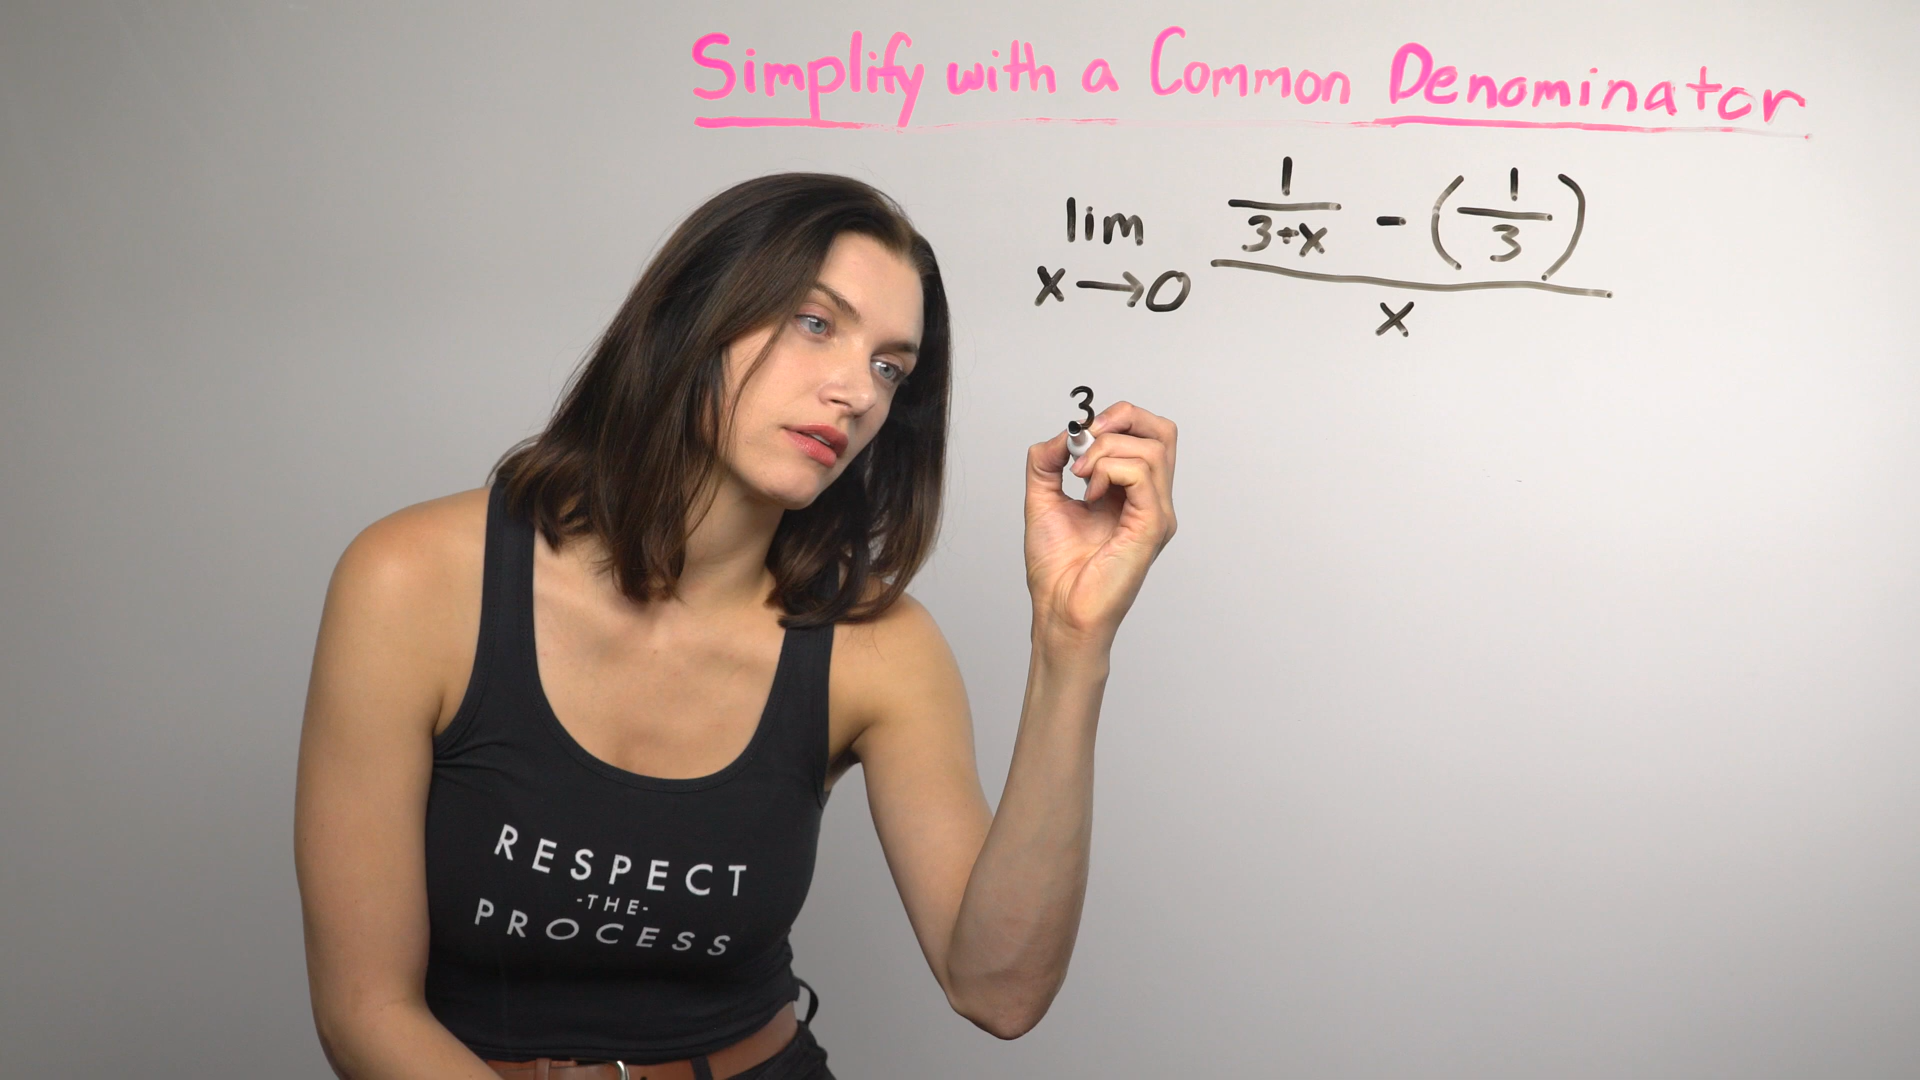 Simplify with a Common Denominator
lim x→0 (1/(3+x) - (1/3))/x
3
RESPECT
-THE-
PROCESS